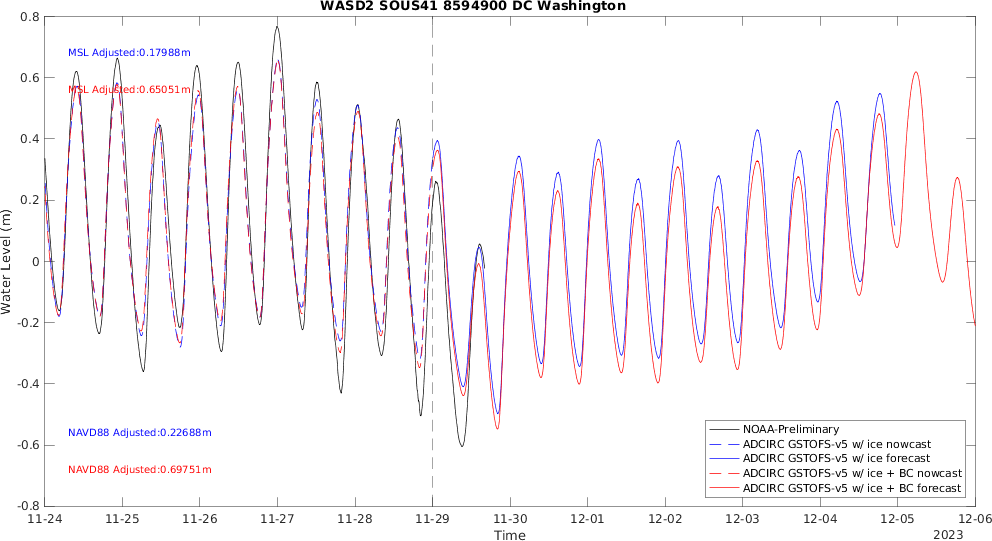 WASD2 SOUS41 8594900 DC Washington
0.8
MSL Adjusted:0.17988m
0.6
MSL Adjusted:0.65051m
0.4
0.2
0
-0.2
-0.4
NAVD88 Adjusted:0.22688m
-0.6
NAVD88 Adjusted:0.69751m
-0.8
Water Level (m)
NOAA-Preliminary
ADCIRC GSTOFS-v5 w/ ice nowcast
ADCIRC GSTOFS-v5 w/ ice forecast
ADCIRC GSTOFS-v5 w/ ice + BC nowcast
ADCIRC GSTOFS-v5 w/ ice + BC forecast
11-24 11-25 11-26 11-27 11-28 11-29 11-30 12-01 12-02 12-03 12-04 12-05 12-06
Time
2023